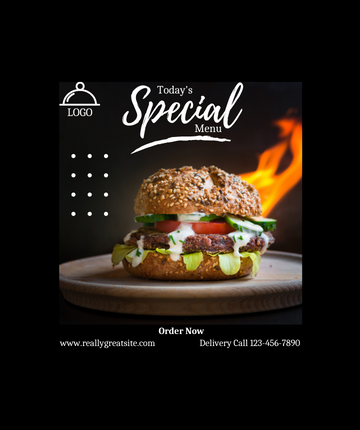 LOGO
Today's
Special
Menu
Order Now
www.reallygreatsite.com
Delivery Call 123-456-7890